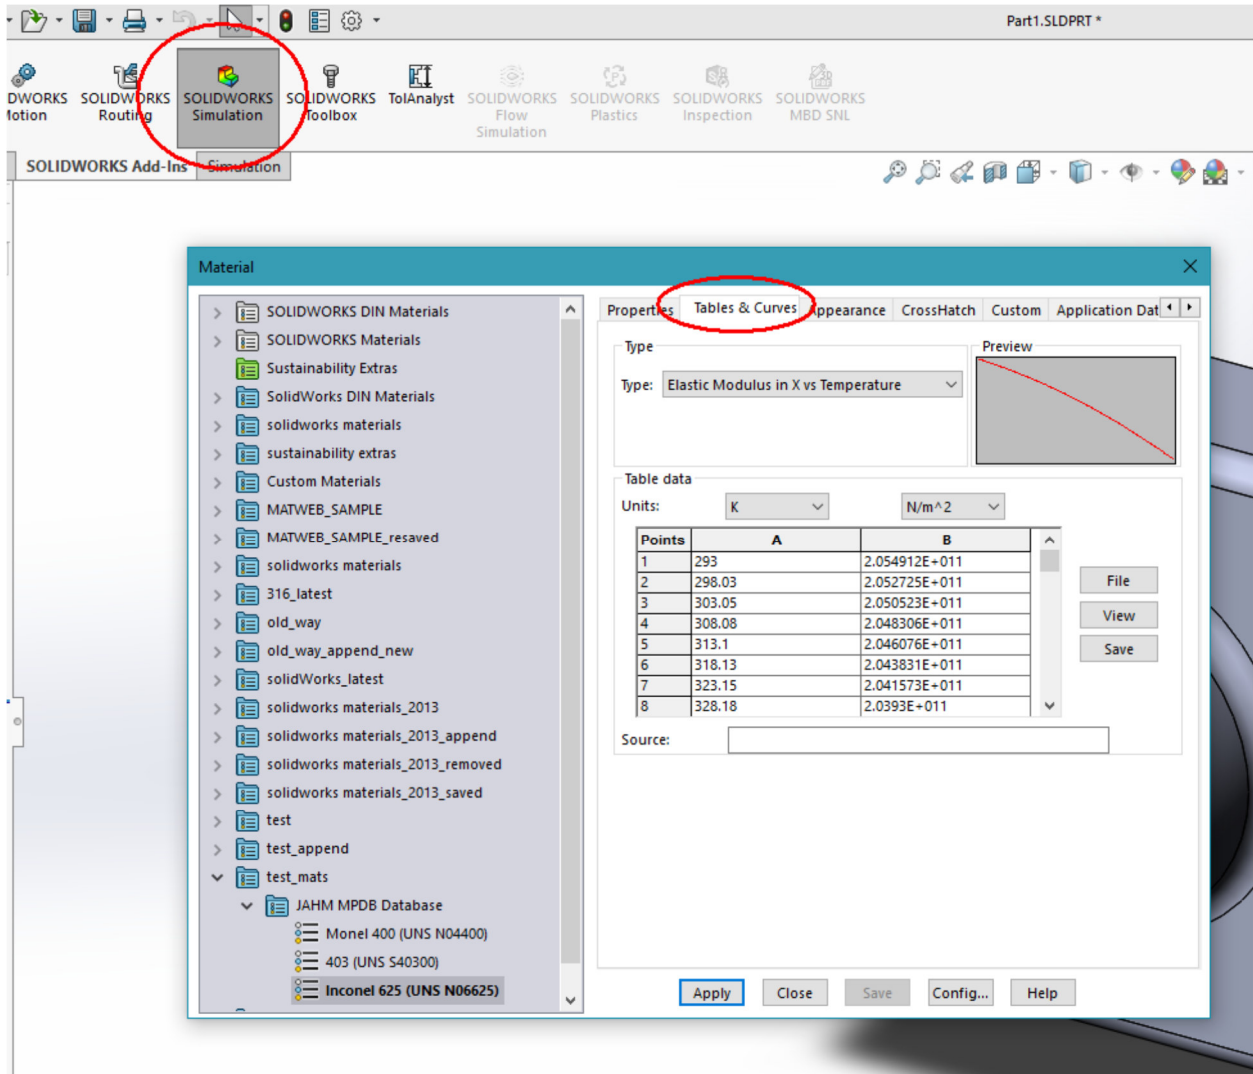 Part1.SLDPRT *
DWORKS SOLIDWORKS SOLIDWORKS SOLIDWORKS TolAnalyst SOLIDWORKS SOLIDWORKS SOLIDWORKS SOLIDWORKS
Routing Simulation Toolbox Flow Plastics Inspection MBD SNL
Simulation
SOLIDWORKS Add-Ins Simulation
Material
SOLIDWORKS DIN Materials
SOLIDWORKS Materials
Sustainability Extras
SolidWorks DIN Materials
solidworks materials
sustainability extras
Custom Materials
MATWEB_SAMPLE
MATWEB_SAMPLE_resaved
solidworks materials
316_latest
old_way
old_way_append_new
solidWorks_latest
solidworks materials_2013
solidworks materials_2013_append
solidworks materials_2013_removed
solidworks materials_2013_saved
test
test_append
test_mats
JAHM MPDB Database
Monel 400 (UNS N04400)
403 (UNS S40300)
Inconel 625 (UNS N06625)
Properties Tables & Curves Appearance CrossHatch Custom Application Dat
Type Preview
Type: Elastic Modulus in X vs Temperature
Table data
Units: K N/m^2
Points A B
1 293 2.054912E+011
2 298.03 2.052725E+011
3 303.05 2.050523E+011
4 308.08 2.048306E+011
5 313.1 2.046076E+011
6 318.13 2.043831E+011
7 323.15 2.041573E+011
8 328.18 2.0393E+011
File
View
Save
Source:
Apply Close Save Config... Help